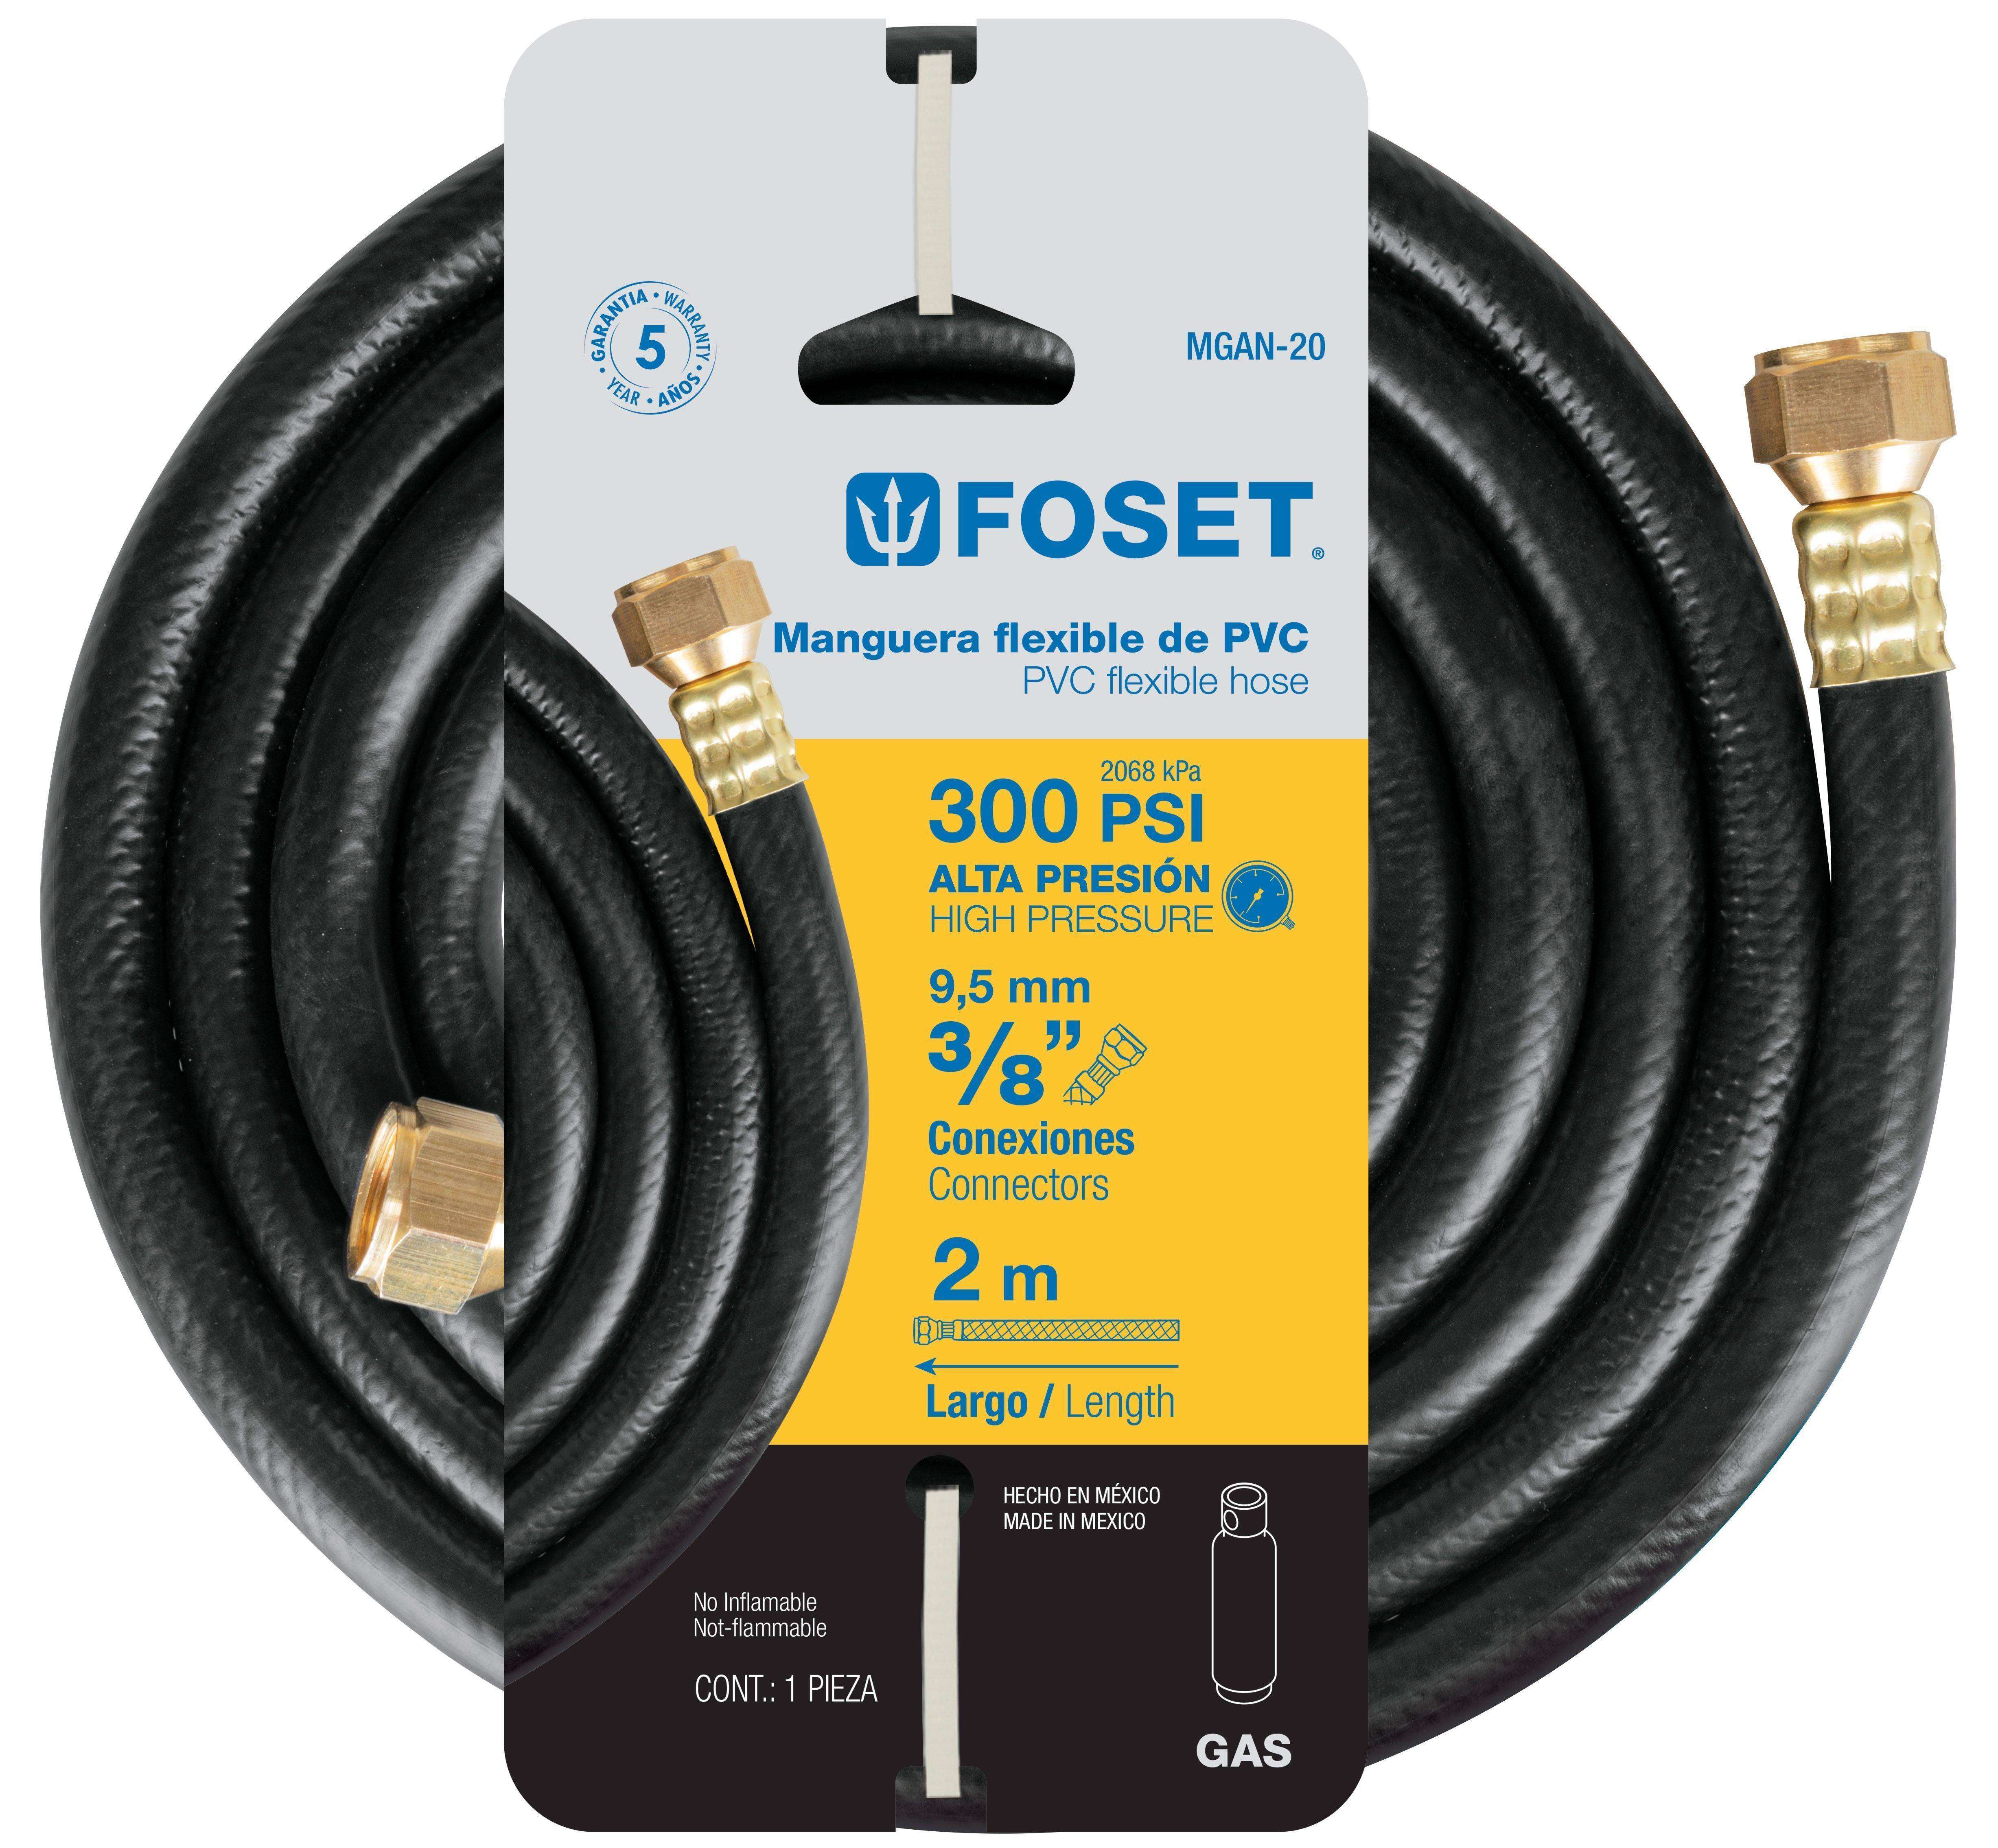 GARANTIA • WARRANTY
5
YEAR • AÑOS
MGAN-20
FOSET®
Manguera flexible de PVC
PVC flexible hose
2068 kPa
300 PSI
ALTA PRESIÓN
HIGH PRESSURE
9,5 mm
3/8”
Conexiones
Connectors
2 m
Largo / Length
HECHO EN MÉXICO
MADE IN MEXICO
No Inflamable
Not-flammable
CONT.: 1 PIEZA
GAS